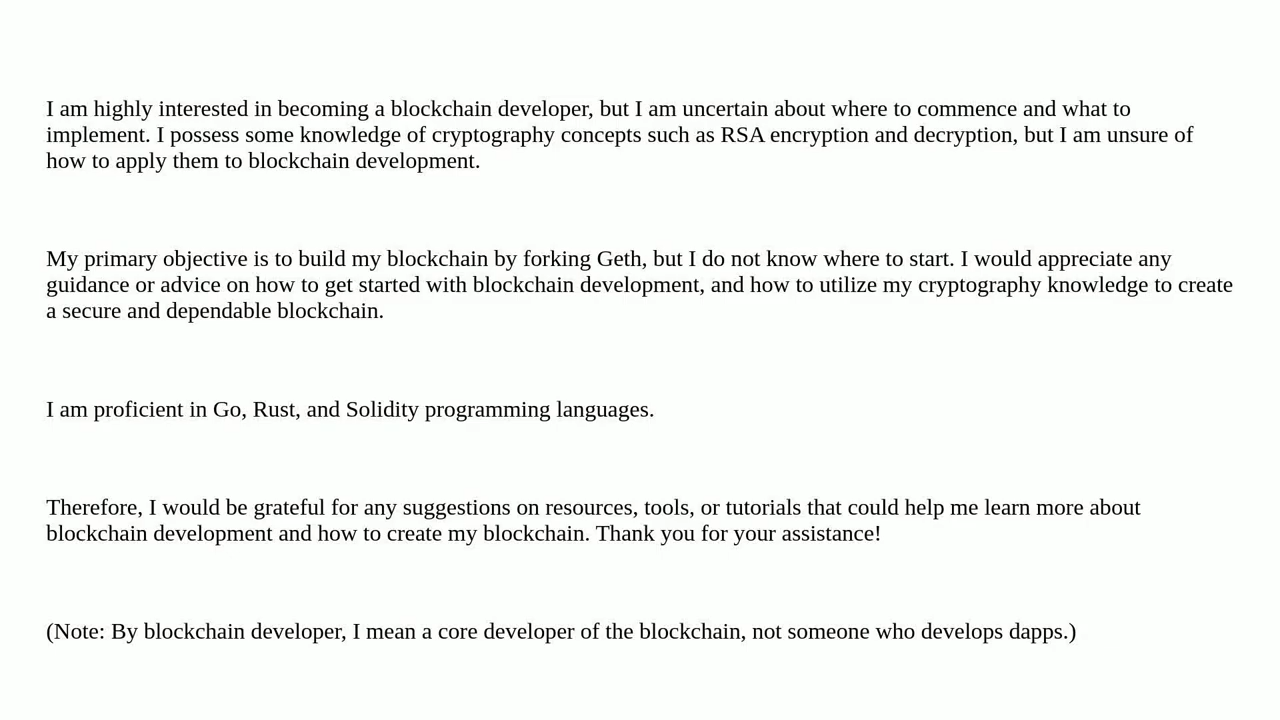 I am highly interested in becoming a blockchain developer, but I am uncertain about where to commence and what to
implement. I possess some knowledge of cryptography concepts such as RSA encryption and decryption, but I am unsure of
how to apply them to blockchain development.
My primary objective is to build my blockchain by forking Geth, but I do not know where to start. I would appreciate any
guidance or advice on how to get started with blockchain development, and how to utilize my cryptography knowledge to create
a secure and dependable blockchain.
I am proficient in Go, Rust, and Solidity programming languages.
Therefore, I would be grateful for any suggestions on resources, tools, or tutorials that could help me learn more about
blockchain development and how to create my blockchain. Thank you for your assistance!
(Note: By blockchain developer, I mean a core developer of the blockchain, not someone who develops dapps.)